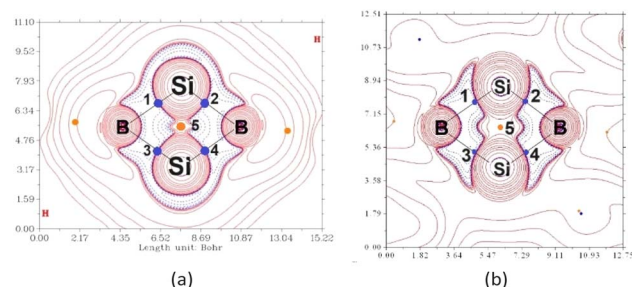 11.10
9.51
7.93
6.34
4.76
3.17
1.59
0.00
0.00 2.17 4.35 6.52 8.69 10.87 13.04 15.22
Length unit: Bohr
H
H
Si
1 2
B 5 B
3 4
Si
(a)
(b)
12.51
10.73
8.94
7.15
5.36
3.58
1.79
0.00
0.00 1.82 3.64 5.47 7.29 9.11 10.93 12.75
Si
1 2
B 5 B
3 4
Si
(b)